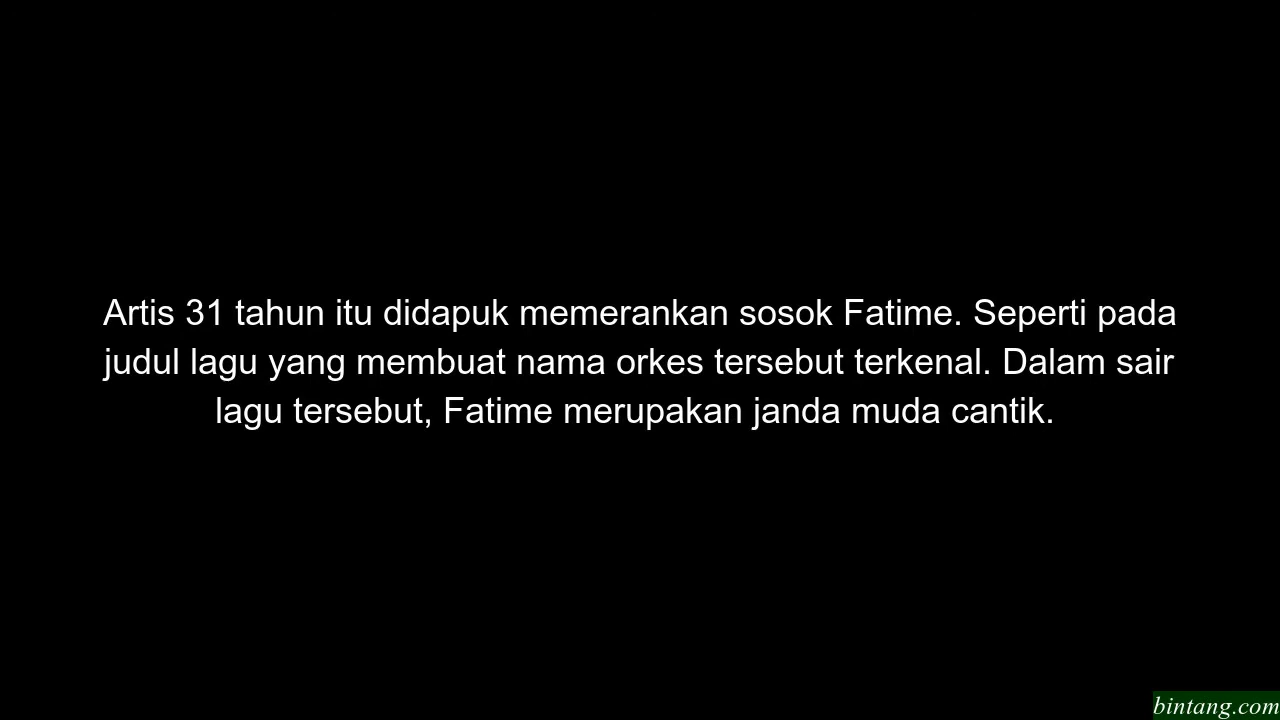 Artis 31 tahun itu didapuk memerankan sosok Fatime. Seperti pada
judul lagu yang membuat nama orkes tersebut terkenal. Dalam sair
lagu tersebut, Fatime merupakan janda muda cantik.
bintang.com